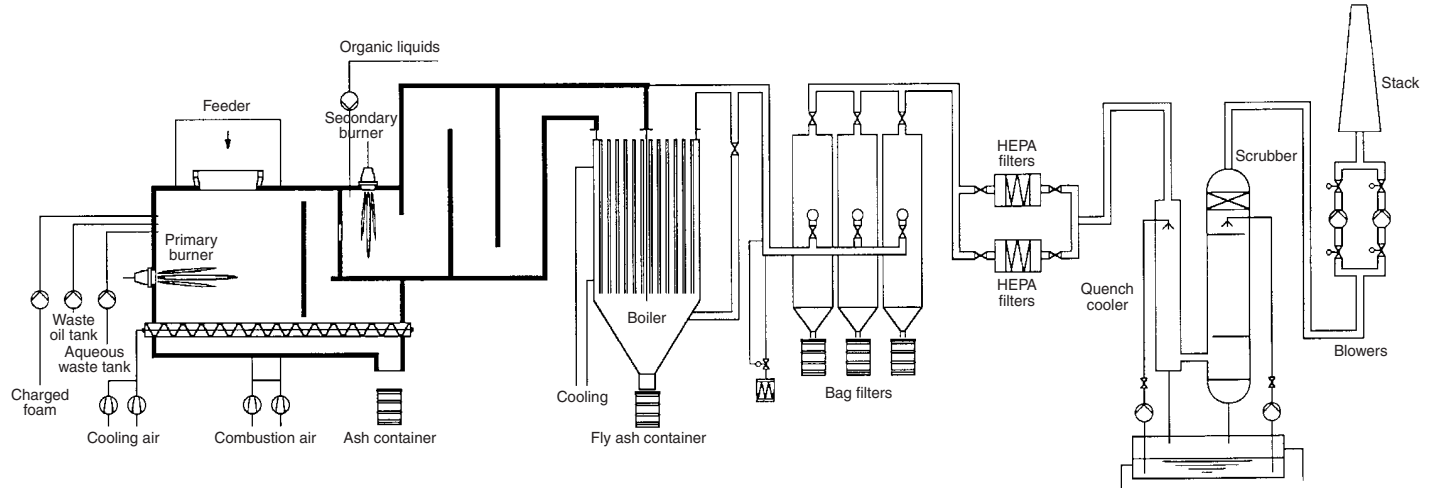 Organic liquids
Feeder
Secondary
burner
Stack
HEPA
filters
Scrubber
Primary
burner
HEPA
filters
Quench
cooler
Waste
oil tank
Aqueous
waste tank
Boiler
Blowers
Charged
foam
Cooling
Bag filters
Cooling air
Combustion air
Ash container
Fly ash container